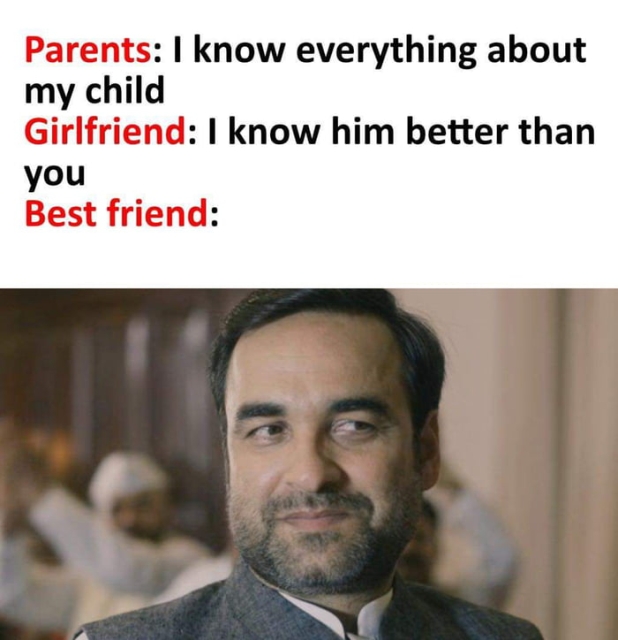 Parents: I know everything about
my child
Girlfriend: I know him better than
you
Best friend: